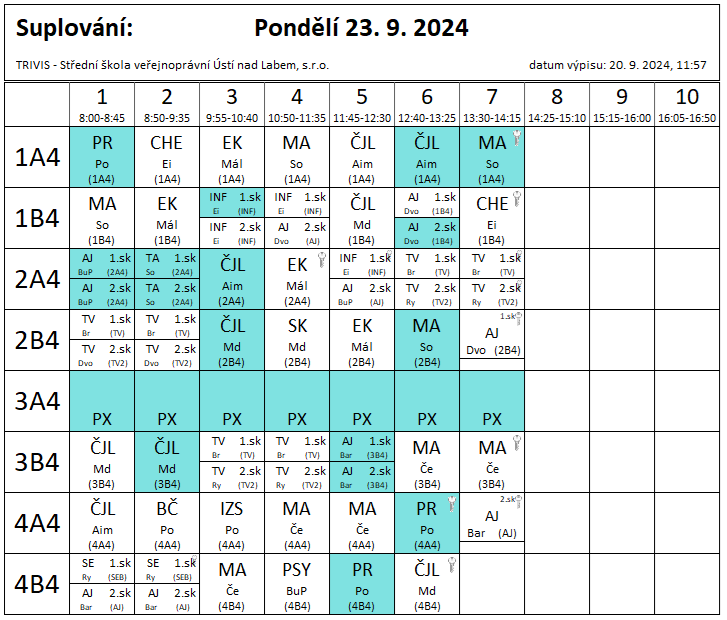 Suplování: Pondělí 23. 9. 2024
TRIVIS - Střední škola veřejnoprávní Ústí nad Labem, s.r.o. datum výpisu: 20. 9. 2024, 11:57
1 2 3 4 5 6 7 8 9 10
8:00-8:45 8:50-9:35 9:55-10:40 10:50-11:35 11:45-12:30 12:40-13:25 13:30-14:15 14:25-15:10 15:15-16:00 16:05-16:50
1A4 PR CHE EK MA ČJL ČJL MA
Po Ei Mál So Aim Aim So
(1A4) (1A4) (1A4) (1A4) (1A4) (1A4) (1A4)
1B4 MA EK INF 1.sk INF 1.sk ČJL AJ 1.sk CHE
So Mál Ei (INF) Ei (INF) Md Dvo (1B4) Ei
(1B4) (1B4) INF 2.sk AJ 2.sk (1B4) AJ 2.sk (1B4)
Ei (INF) Dvo (AJ) Dvo (1B4)
2A4 AJ 1.sk TA 1.sk ČJL EK INF 1.sk TV 1.sk TV 1.sk
BuP (2A4) So (2A4) Aim Mál Ei (INF) Br (TV) Br (TV)
AJ 2.sk TA 2.sk (2A4) (2A4) AJ 2.sk TV 2.sk TV 2.sk
BuP (2A4) So (2A4) BuP (AJ) Ry (TV2) Ry (TV2)
2B4 TV 1.sk TV 1.sk ČJL SK EK MA 1.sk
Br (TV) Br (TV) Md Md Mál So AJ
TV 2.sk TV 2.sk (2B4) (2B4) (2B4) (2B4) Dvo (2B4)
Dvo (TV2) Dvo (TV2)
3A4 PX PX PX PX PX PX PX
3B4 ČJL ČJL TV 1.sk TV 1.sk AJ 1.sk MA MA
Md Md Br (TV) Br (TV) Bar (3B4) Če Če
(3B4) (3B4) TV 2.sk TV 2.sk AJ 2.sk (3B4) (3B4)
Ry (TV2) Ry (TV2) Bar (3B4)
4A4 ČJL BČ IZS MA MA PR 2.sk
Aim Po Po Če Če Po AJ
(4A4) (4A4) (4A4) (4A4) (4A4) (4A4) Bar (AJ)
4B4 SE 1.sk SE 1.sk MA PSY PR ČJL
Ry (SEB) Ry (SEB) Če BuP Po Md
AJ 2.sk AJ 2.sk (4B4) (4B4) (4B4) (4B4)
Bar (AJ) Bar (AJ)